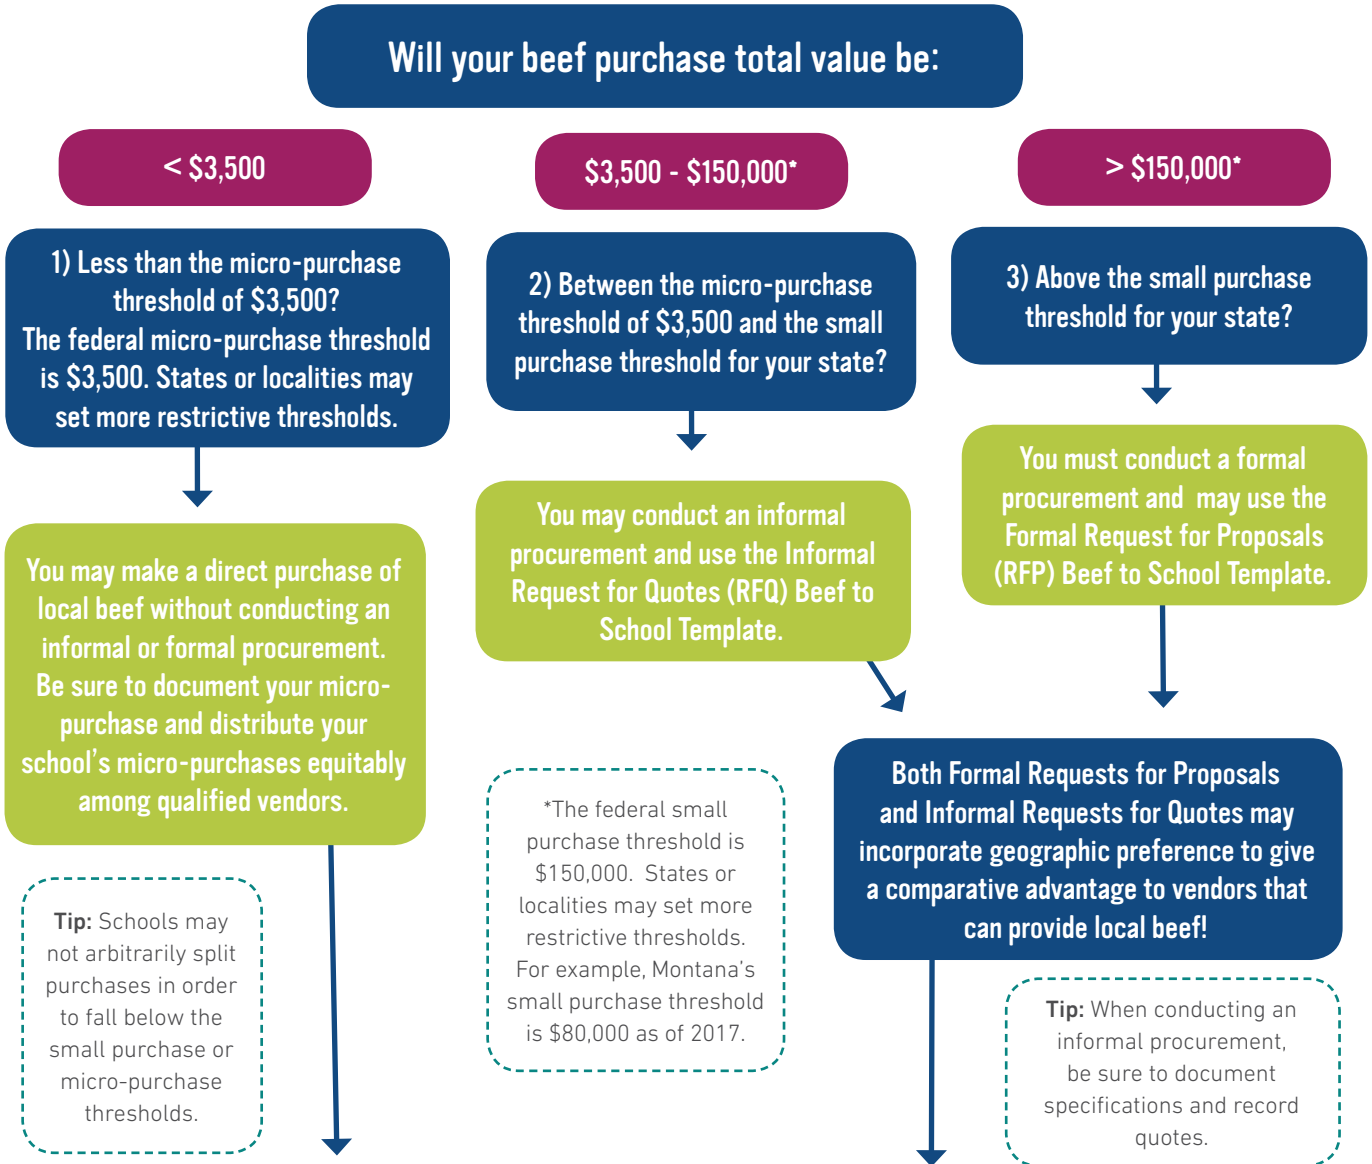 Will your beef purchase total value be:
< $3,500
1) Less than the micro-purchase
threshold of $3,500?
The federal micro-purchase threshold
is $3,500. States or localities may
set more restrictive thresholds.
You may make a direct purchase of
local beef without conducting an
informal or formal procurement.
Be sure to document your micro-
purchase and distribute your
school's micro-purchases equitably
among qualified vendors.
Tip: Schools may
not arbitrarily split
purchases in order
to fall below the
small purchase or
micro-purchase
thresholds.
$3,500 - $150,000*
2) Between the micro-purchase
threshold of $3,500 and the small
purchase threshold for your state?
You may conduct an informal
procurement and use the Informal
Request for Quotes (RFQ) Beef to
School Template.
*The federal small
purchase threshold is
$150,000. States or
localities may set more
restrictive thresholds.
For example, Montana's
small purchase threshold
is $80,000 as of 2017.
> $150,000*
3) Above the small purchase
threshold for your state?
You must conduct a formal
procurement and may use the
Formal Request for Proposals
(RFP) Beef to School Template.
Both Formal Requests for Proposals
and Informal Requests for Quotes may
incorporate geographic preference to give
a comparative advantage to vendors that
can provide local beef!
Tip: When conducting an
informal procurement,
be sure to document
specifications and record
quotes.